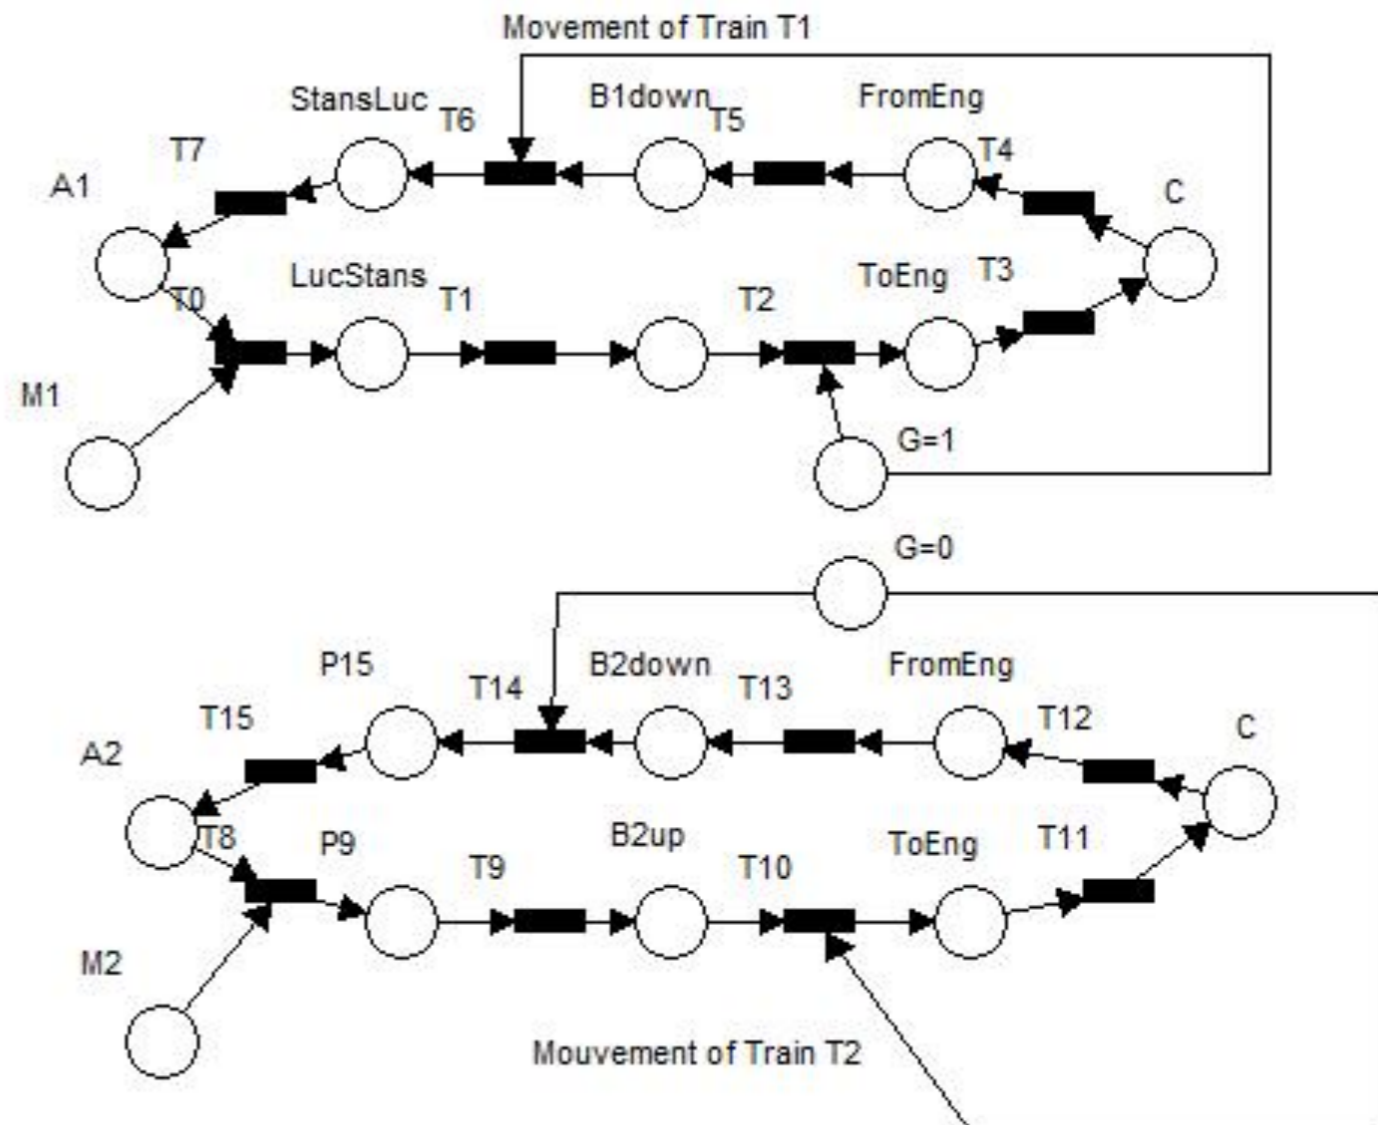 Movement of Train T1
StansLuc
T6
B1down
T5
FromEng
T7
T4
A1
C
LucStans
T0
T1
T2
ToEng
T3
M1
G=1
G=0
P15
T14
B2down
T13
FromEng
T15
T12
A2
C
T8
P9
T9
B2up
T10
ToEng
T11
M2
Mouvement of Train T2